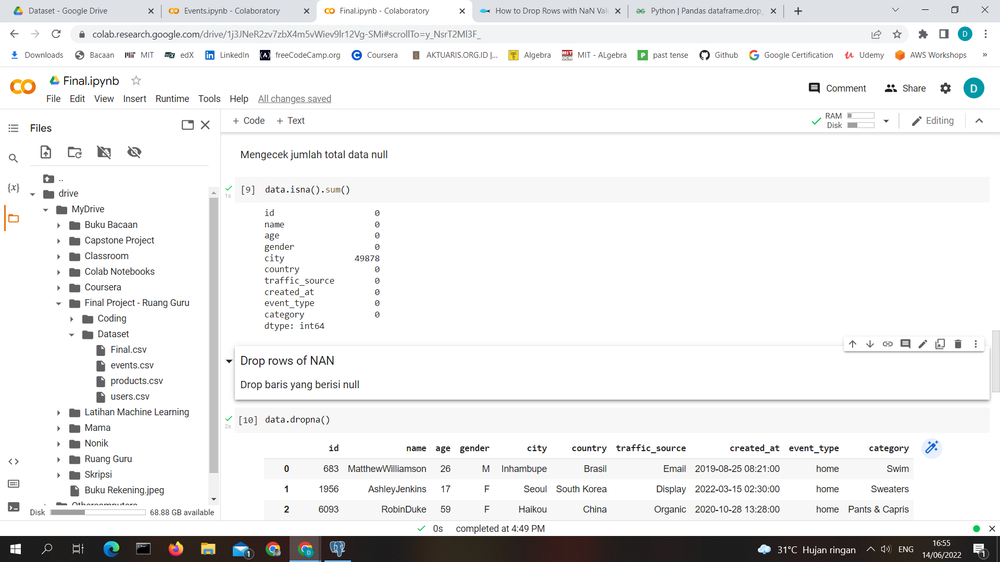 Dataset - Google Drive
Events.ipynb - Colaboratory
Final.ipynb - Colaboratory
How to Drop Rows with NaN Valu
Python | Pandas dataframe.drop_
colab.research.google.com/drive/1j3JNeR2zv7zbX4m5vWiev9lr12Vg-SMi#scrollTo=y_NsrT2Ml3F_
D
Downloads
Bacaan
MIT
edX
LinkedIn
freeCodeCamp.org
Coursera
AKTUARIS.ORG.ID |...
Algebra
MIT - ALgebra
past tense
Github
Google Certification
Udemy
AWS Workshops
»
Final.ipynb
File Edit View Insert Runtime Tools Help All changes saved
Comment
Share
D
Files
+ Code + Text
RAM
Disk
Editing
..
drive
MyDrive
Buku Bacaan
Capstone Project
Classroom
Colab Notebooks
Coursera
Final Project - Ruang Guru
Coding
Dataset
Final.csv
events.csv
products.csv
users.csv
Latihan Machine Learning
Mama
Nonik
Ruang Guru
Skripsi
Buku Rekening.jpeg
Othercomputers
Disk 68.88 GB available
Mengecek jumlah total data null
[9] data.isna().sum()
1s
id 0
name 0
age 0
gender 0
city 49878
country 0
traffic_source 0
created_at 0
event_type 0
category 0
dtype: int64
Drop rows of NAN
Drop baris yang berisi null
[10] data.dropna()
2s
id name age gender city country traffic_source created_at event_type category
0 683 MatthewWilliamson 26 M Inhambupe Brasil Email 2019-08-25 08:21:00 home Swim
1 1956 AshleyJenkins 17 F Seoul South Korea Display 2022-03-15 02:30:00 home Sweaters
2 6093 RobinDuke 59 F Haikou China Organic 2020-10-28 13:28:00 home Pants & Capris
0s completed at 4:49 PM
1
31°C Hujan ringan
ENG
16:55
14/06/2022
1